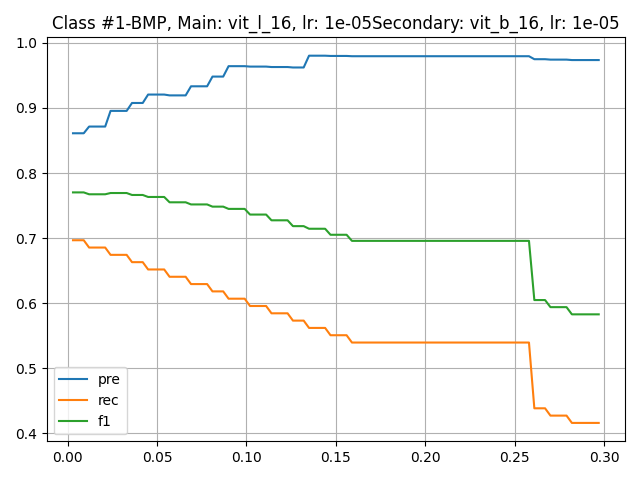 Class #1-BMP, Main: vit_l_16, lr: 1e-05Secondary: vit_b_16, lr: 1e-05
1.0
0.9
0.8
0.7
0.6
0.5
0.4
pre
rec
f1
0.00 0.05 0.10 0.15 0.20 0.25 0.30